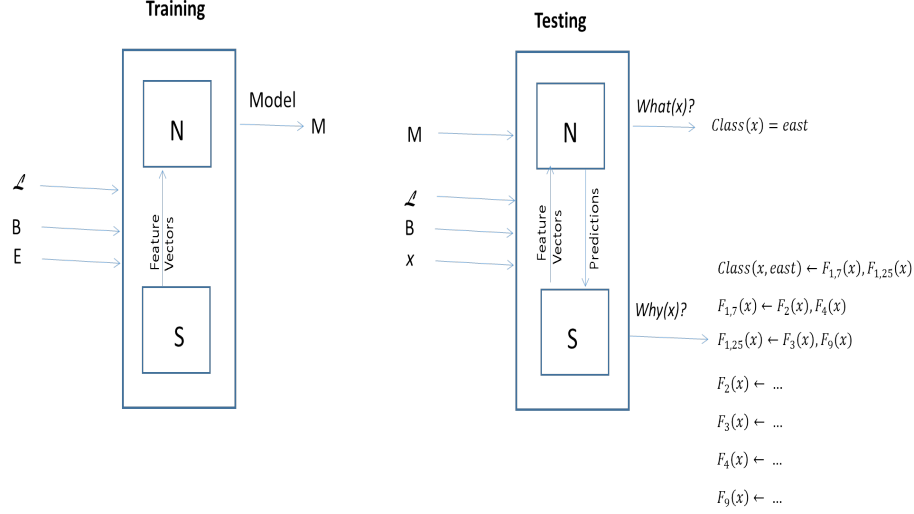 Training
N
Model
M
ℒ
B
E
Feature
Vectors
S
Testing
M
ℒ
B
x
N
Feature
Vectors
Predictions
S
What(x)?
Class(x) = east
Why(x)?
Class(x, east) ← F₁,₇(x), F₁,₂₅(x)
F₁,₇(x) ← F₂(x), F₄(x)
F₁,₂₅(x) ← F₃(x), F₉(x)
F₂(x) ← ...
F₃(x) ← ...
F₄(x) ← ...
F₉(x) ← ...